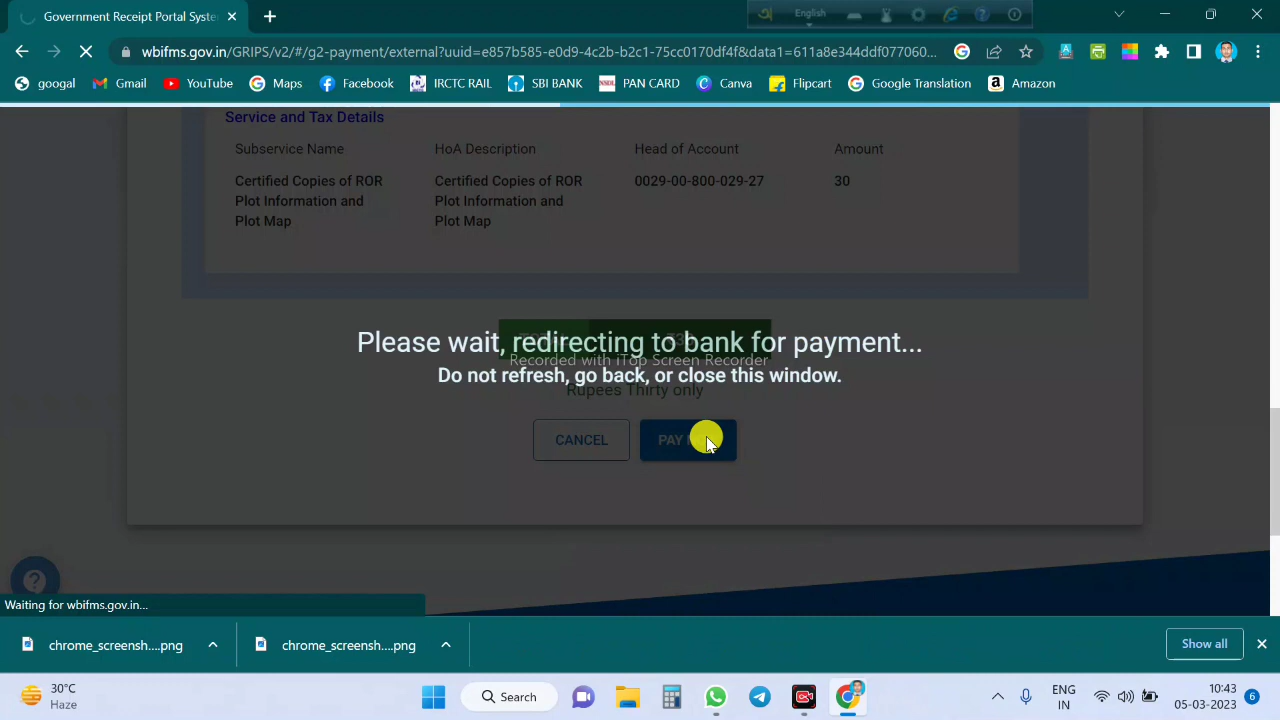 Government Receipt Portal Syste
English
wbifms.gov.in/GRIPS/v2/#/g2-payment/external?uuid=e857b585-e0d9-4c2b-b2c1-75cc0170df4f&data1=611a8e344ddf077060...
googal Gmail YouTube Maps Facebook IRCTC RAIL SBI BANK PAN CARD Canva Flipcart Google Translation Amazon
Service and Tax Details
Subservice Name HoA Description Head of Account Amount
Certified Copies of ROR Certified Copies of ROR 0029-00-800-029-27 30
Plot Information and Plot Information and
Plot Map Plot Map
Please wait, redirecting to bank for payment...
Recorded with iTop Screen Recorder
Do not refresh, go back, or close this window.
Rupees Thirty only
CANCEL PAY
Waiting for wbifms.gov.in...
chrome_screensh....png chrome_screensh....png Show all
30°C
Haze
Search
ENG
IN
10:43
05-03-2023
6